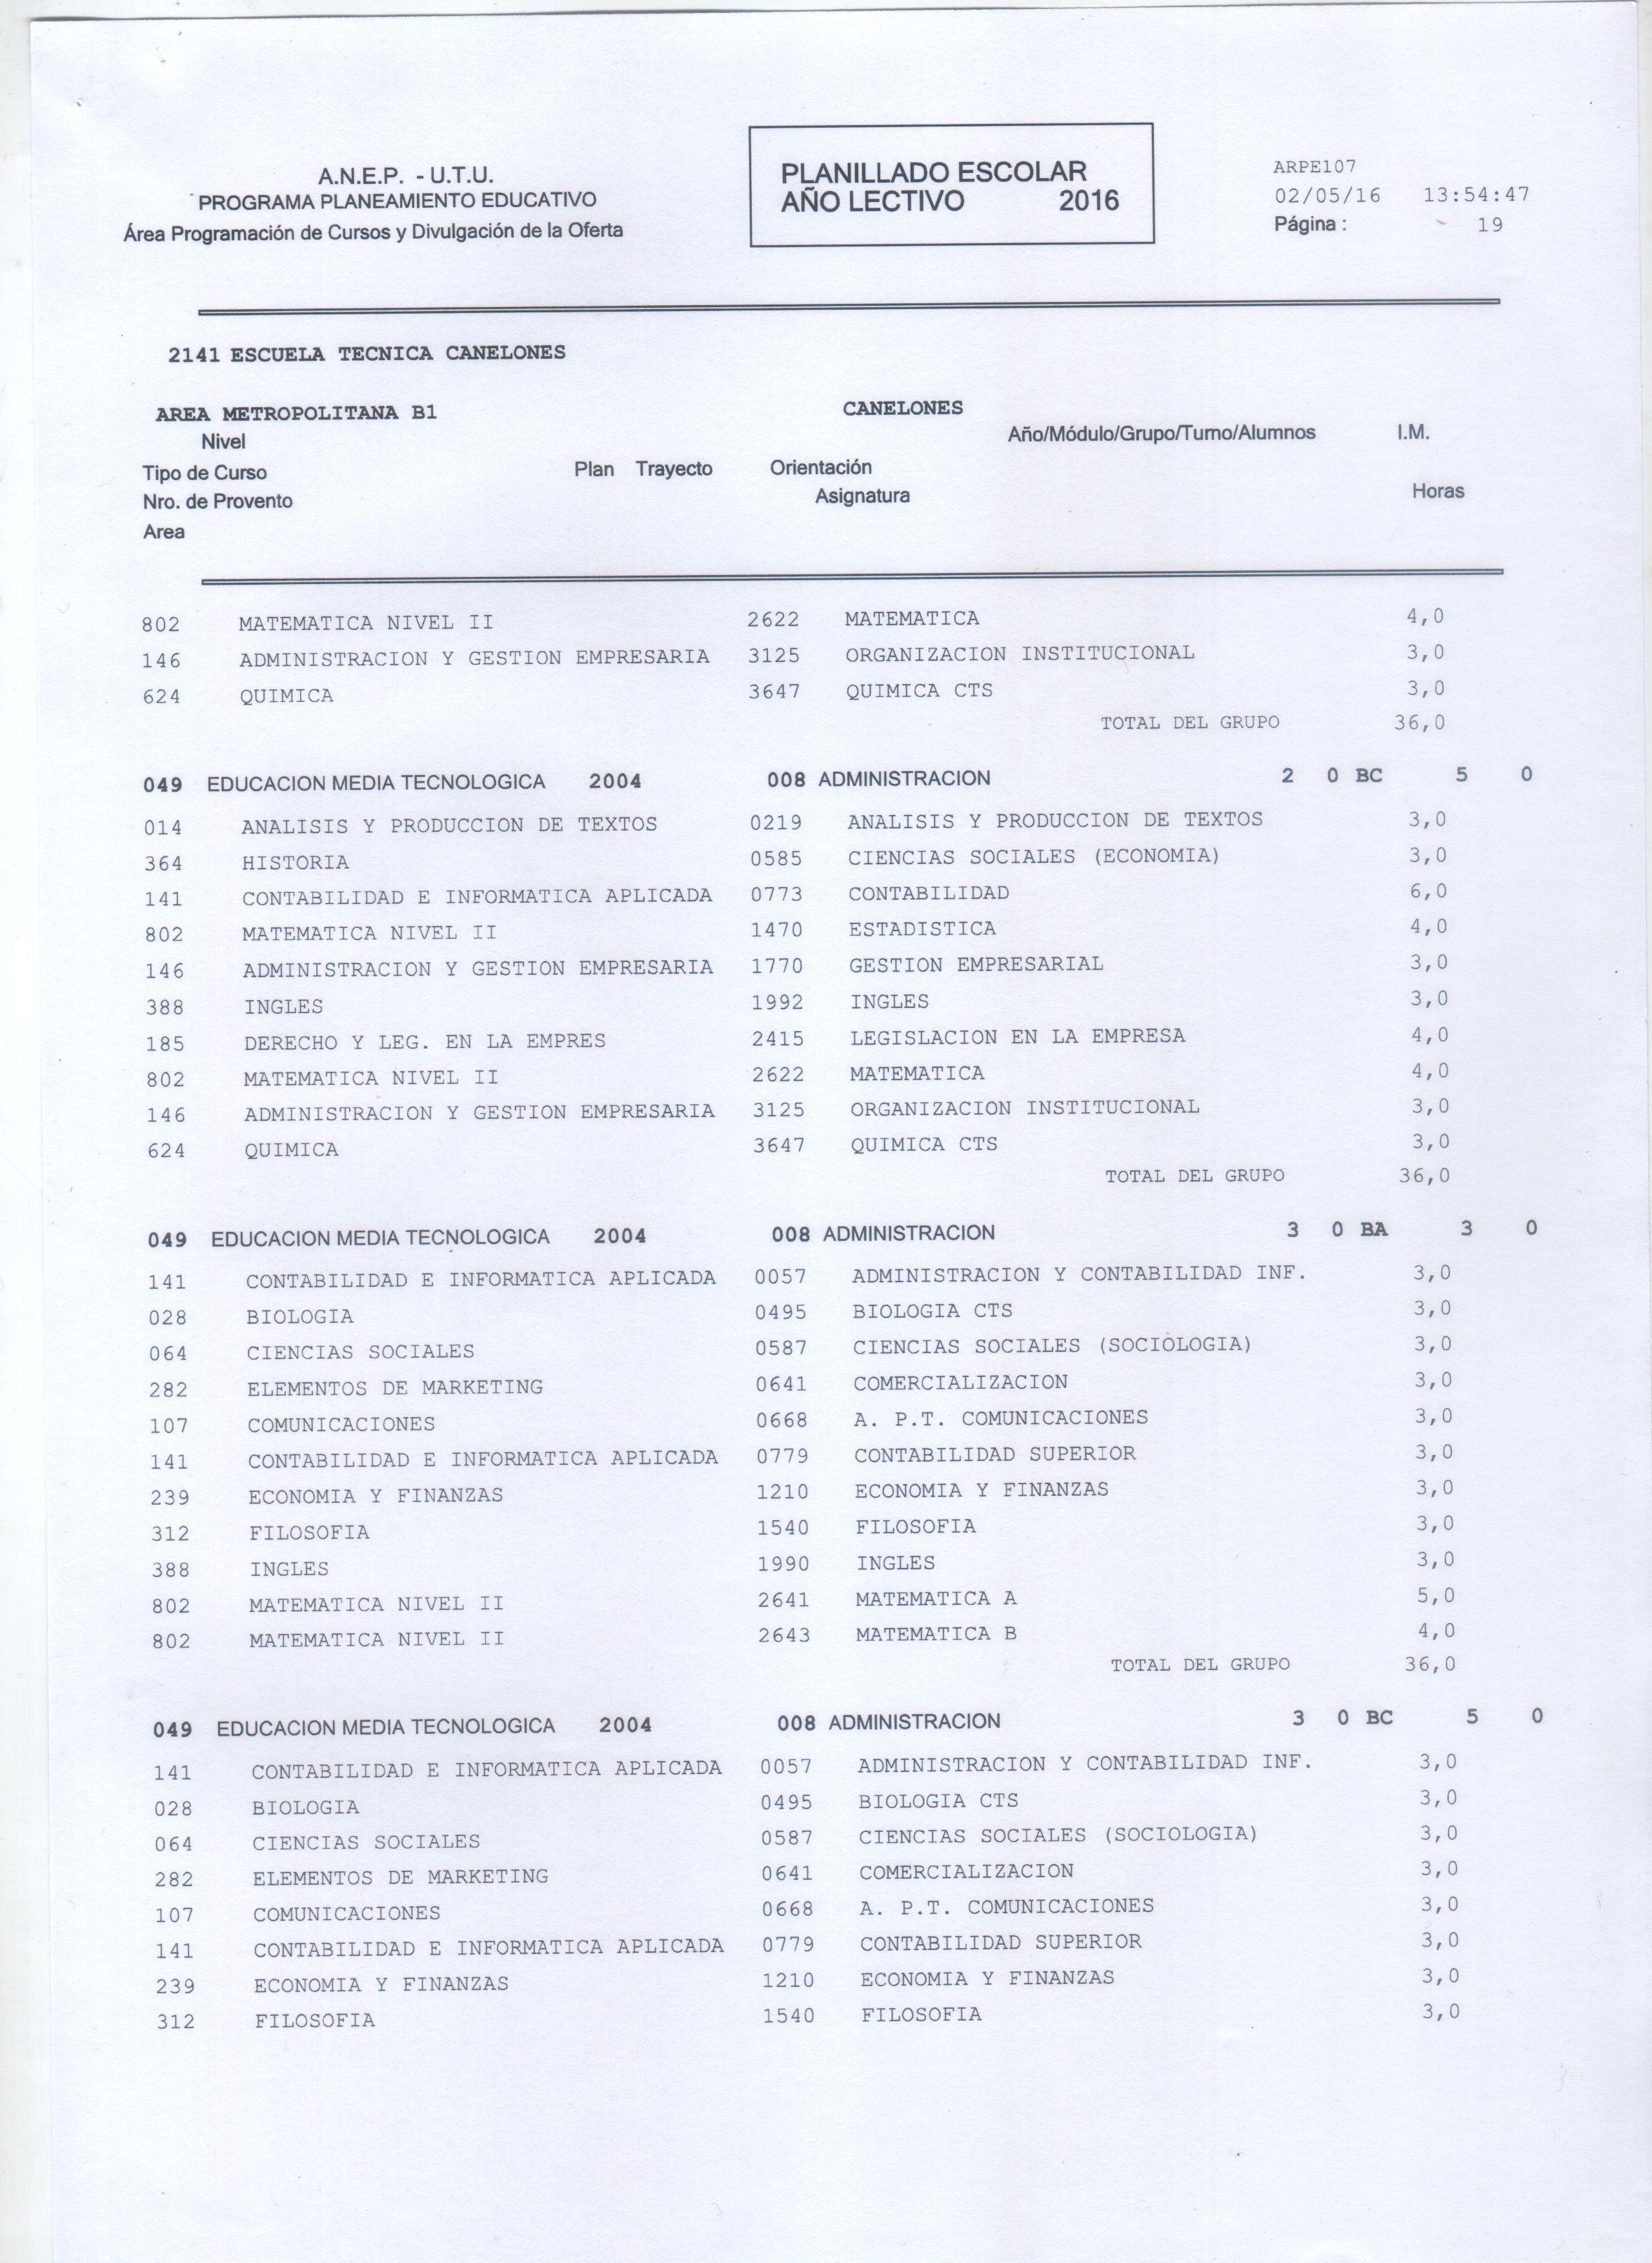 A.N.E.P. - U.T.U.
PROGRAMA PLANEAMIENTO EDUCATIVO
Área Programación de Cursos y Divulgación de la Oferta
PLANILLADO ESCOLAR
AÑO LECTIVO 2016
ARPE107
02/05/16 13:54:47
Página : 19
2141 ESCUELA TECNICA CANELONES
AREA METROPOLITANA B1 CANELONES
Nivel Año/Módulo/Grupo/Turno/Alumnos I.M.
Tipo de Curso Plan Trayecto Orientación
Nro. de Provento Asignatura Horas
Area
802 MATEMATICA NIVEL II 2622 MATEMATICA 4,0
146 ADMINISTRACION Y GESTION EMPRESARIA 3125 ORGANIZACION INSTITUCIONAL 3,0
624 QUIMICA 3647 QUIMICA CTS 3,0
TOTAL DEL GRUPO 36,0
049 EDUCACION MEDIA TECNOLOGICA 2004 008 ADMINISTRACION 2 0 BC 5 0
014 ANALISIS Y PRODUCCION DE TEXTOS 0219 ANALISIS Y PRODUCCION DE TEXTOS 3,0
364 HISTORIA 0585 CIENCIAS SOCIALES (ECONOMIA) 3,0
141 CONTABILIDAD E INFORMATICA APLICADA 0773 CONTABILIDAD 6,0
802 MATEMATICA NIVEL II 1470 ESTADISTICA 4,0
146 ADMINISTRACION Y GESTION EMPRESARIA 1770 GESTION EMPRESARIAL 3,0
388 INGLES 1992 INGLES 3,0
185 DERECHO Y LEG. EN LA EMPRES 2415 LEGISLACION EN LA EMPRESA 4,0
802 MATEMATICA NIVEL II 2622 MATEMATICA 4,0
146 ADMINISTRACION Y GESTION EMPRESARIA 3125 ORGANIZACION INSTITUCIONAL 3,0
624 QUIMICA 3647 QUIMICA CTS 3,0
TOTAL DEL GRUPO 36,0
049 EDUCACION MEDIA TECNOLOGICA 2004 008 ADMINISTRACION 3 0 BA 3 0
141 CONTABILIDAD E INFORMATICA APLICADA 0057 ADMINISTRACION Y CONTABILIDAD INF. 3,0
028 BIOLOGIA 0495 BIOLOGIA CTS 3,0
064 CIENCIAS SOCIALES 0587 CIENCIAS SOCIALES (SOCIOLOGIA) 3,0
282 ELEMENTOS DE MARKETING 0641 COMERCIALIZACION 3,0
107 COMUNICACIONES 0668 A. P.T. COMUNICACIONES 3,0
141 CONTABILIDAD E INFORMATICA APLICADA 0779 CONTABILIDAD SUPERIOR 3,0
239 ECONOMIA Y FINANZAS 1210 ECONOMIA Y FINANZAS 3,0
312 FILOSOFIA 1540 FILOSOFIA 3,0
388 INGLES 1990 INGLES 3,0
802 MATEMATICA NIVEL II 2641 MATEMATICA A 5,0
802 MATEMATICA NIVEL II 2643 MATEMATICA B 4,0
TOTAL DEL GRUPO 36,0
049 EDUCACION MEDIA TECNOLOGICA 2004 008 ADMINISTRACION 3 0 BC 5 0
141 CONTABILIDAD E INFORMATICA APLICADA 0057 ADMINISTRACION Y CONTABILIDAD INF. 3,0
028 BIOLOGIA 0495 BIOLOGIA CTS 3,0
064 CIENCIAS SOCIALES 0587 CIENCIAS SOCIALES (SOCIOLOGIA) 3,0
282 ELEMENTOS DE MARKETING 0641 COMERCIALIZACION 3,0
107 COMUNICACIONES 0668 A. P.T. COMUNICACIONES 3,0
141 CONTABILIDAD E INFORMATICA APLICADA 0779 CONTABILIDAD SUPERIOR 3,0
239 ECONOMIA Y FINANZAS 1210 ECONOMIA Y FINANZAS 3,0
312 FILOSOFIA 1540 FILOSOFIA 3,0